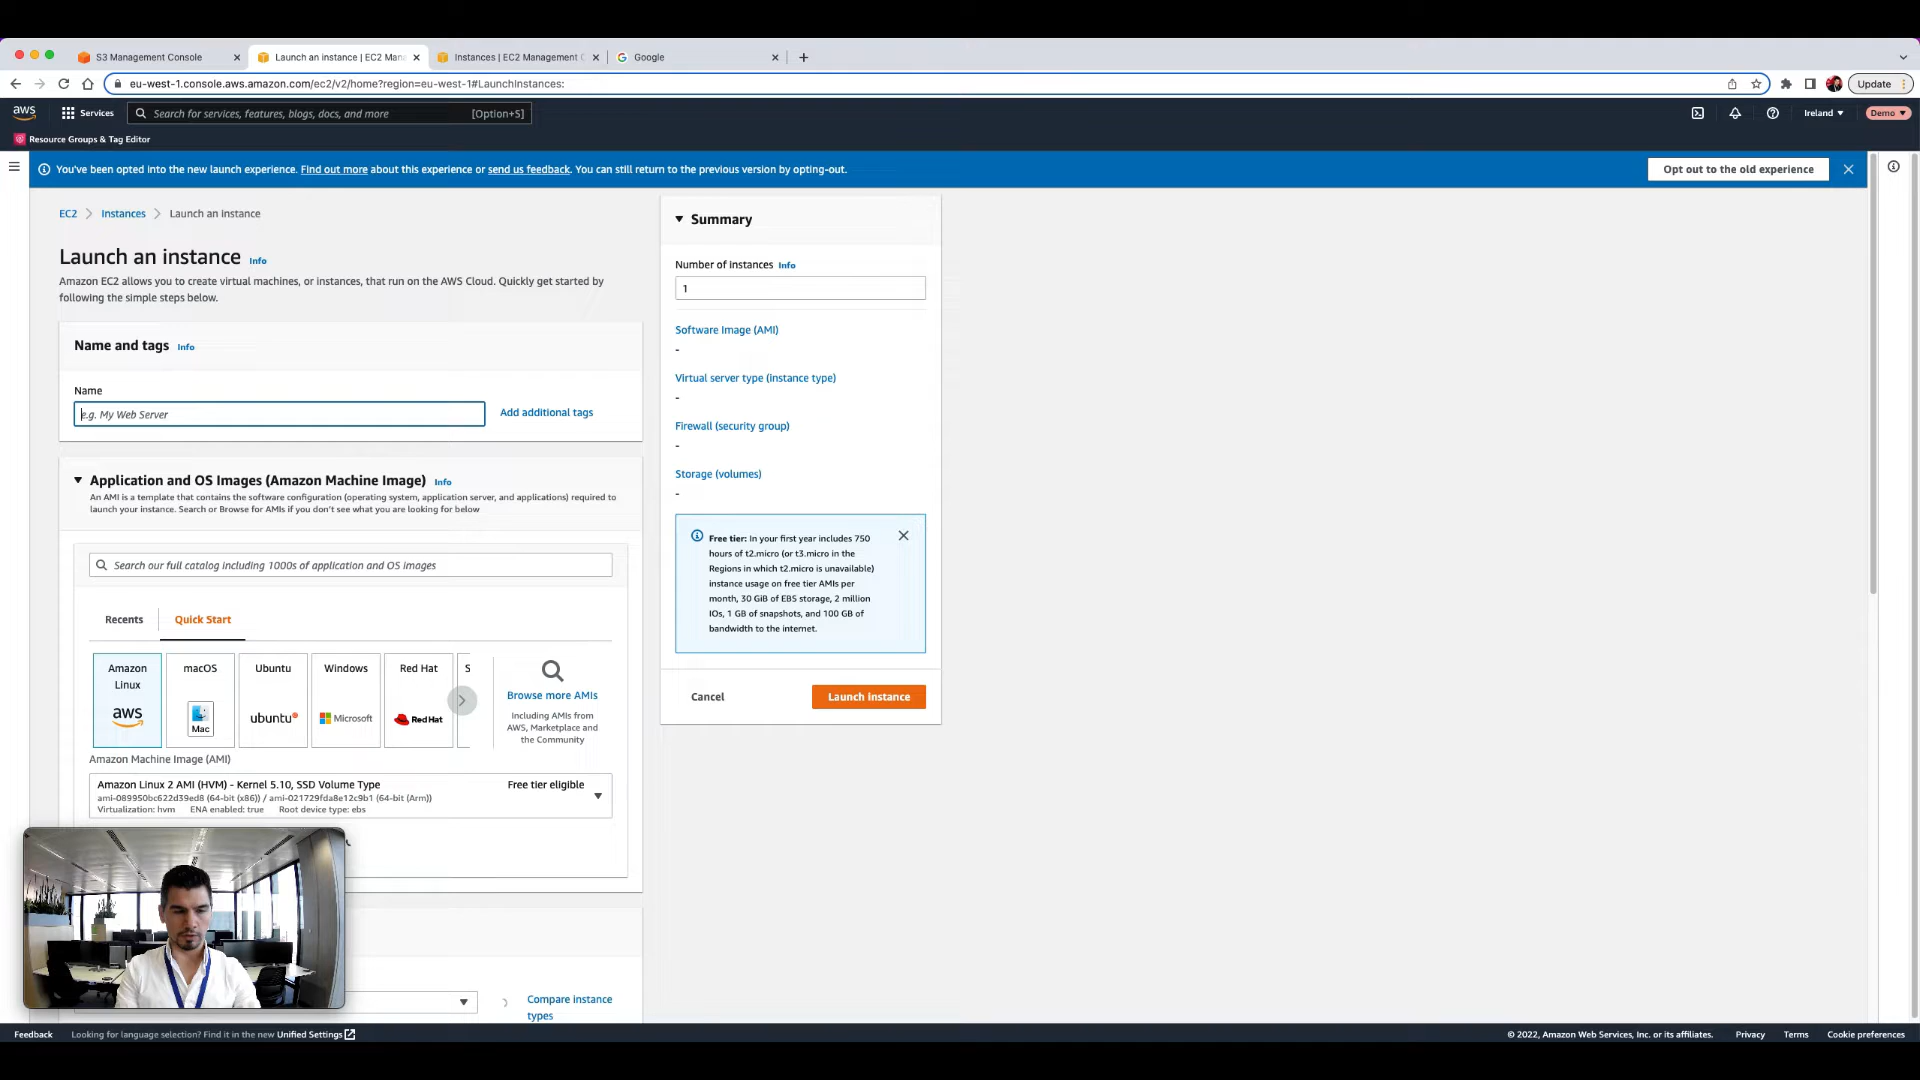 S3 Management Console
Launch an instance | EC2 Mana
Instances | EC2 Management C
Google
eu-west-1.console.aws.amazon.com/ec2/v2/home?region=eu-west-1#LaunchInstances:
Update
aws
Services
Search for services, features, blogs, docs, and more
[Option+S]
Ireland
Demo
Resource Groups & Tag Editor
You've been opted into the new launch experience. Find out more about this experience or send us feedback. You can still return to the previous version by opting-out.
Opt out to the old experience
EC2
Instances
Launch an instance
Launch an instance Info
Amazon EC2 allows you to create virtual machines, or instances, that run on the AWS Cloud. Quickly get started by
following the simple steps below.
Name and tags Info
Name
e.g. My Web Server
Add additional tags
Application and OS Images (Amazon Machine Image) Info
An AMI is a template that contains the software configuration (operating system, application server, and applications) required to
launch your instance. Search or Browse for AMIs if you don't see what you are looking for below
Search our full catalog including 1000s of application and OS images
Recents
Quick Start
Amazon
Linux
aws
macOS
Mac
Ubuntu
ubuntu
Windows
Microsoft
Red Hat
Red Hat
S
Browse more AMIs
Including AMIs from
AWS, Marketplace and
the Community
Amazon Machine Image (AMI)
Amazon Linux 2 AMI (HVM) - Kernel 5.10, SSD Volume Type
Free tier eligible
ami-089950bc622d39ed8 (64-bit (x86)) / ami-021729fda8e12c9b1 (64-bit (Arm))
Virtualization: hvm ENA enabled: true Root device type: ebs
Compare instance
types
Summary
Number of instances Info
1
Software Image (AMI)
-
Virtual server type (instance type)
-
Firewall (security group)
-
Storage (volumes)
-
Free tier: In your first year includes 750
hours of t2.micro (or t3.micro in the
Regions in which t2.micro is unavailable)
instance usage on free tier AMIs per
month, 30 GiB of EBS storage, 2 million
IOs, 1 GB of snapshots, and 100 GB of
bandwidth to the internet.
Cancel
Launch instance
Feedback
Looking for language selection? Find it in the new Unified Settings
© 2022, Amazon Web Services, Inc. or its affiliates.
Privacy
Terms
Cookie preferences